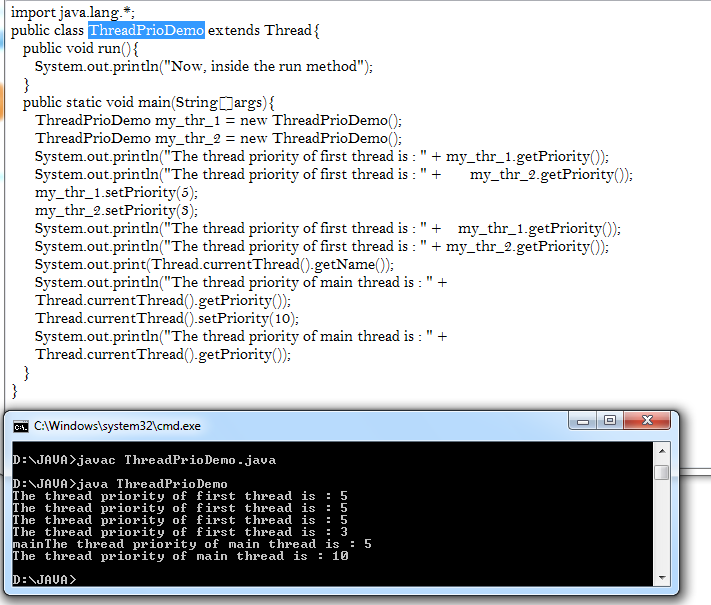 import java.lang.*;
public class ThreadPrioDemo extends Thread{
public void run(){
System.out.println("Now, inside the run method");
}
public static void main(String[]args){
ThreadPrioDemo my_thr_1 = new ThreadPrioDemo();
ThreadPrioDemo my_thr_2 = new ThreadPrioDemo();
System.out.println("The thread priority of first thread is : " + my_thr_1.getPriority());
System.out.println("The thread priority of first thread is : " + my_thr_2.getPriority());
my_thr_1.setPriority(5);
my_thr_2.setPriority(3);
System.out.println("The thread priority of first thread is : " + my_thr_1.getPriority());
System.out.println("The thread priority of first thread is : " + my_thr_2.getPriority());
System.out.print(Thread.currentThread().getName());
System.out.println("The thread priority of main thread is : " +
Thread.currentThread().getPriority());
Thread.currentThread().setPriority(10);
System.out.println("The thread priority of main thread is : " +
Thread.currentThread().getPriority());
}
}
C:\Windows\system32\cmd.exe
D:\JAVA>javac ThreadPrioDemo.java
D:\JAVA>java ThreadPrioDemo
The thread priority of first thread is : 5
The thread priority of first thread is : 5
The thread priority of first thread is : 5
The thread priority of first thread is : 3
mainThe thread priority of main thread is : 5
The thread priority of main thread is : 10
D:\JAVA>